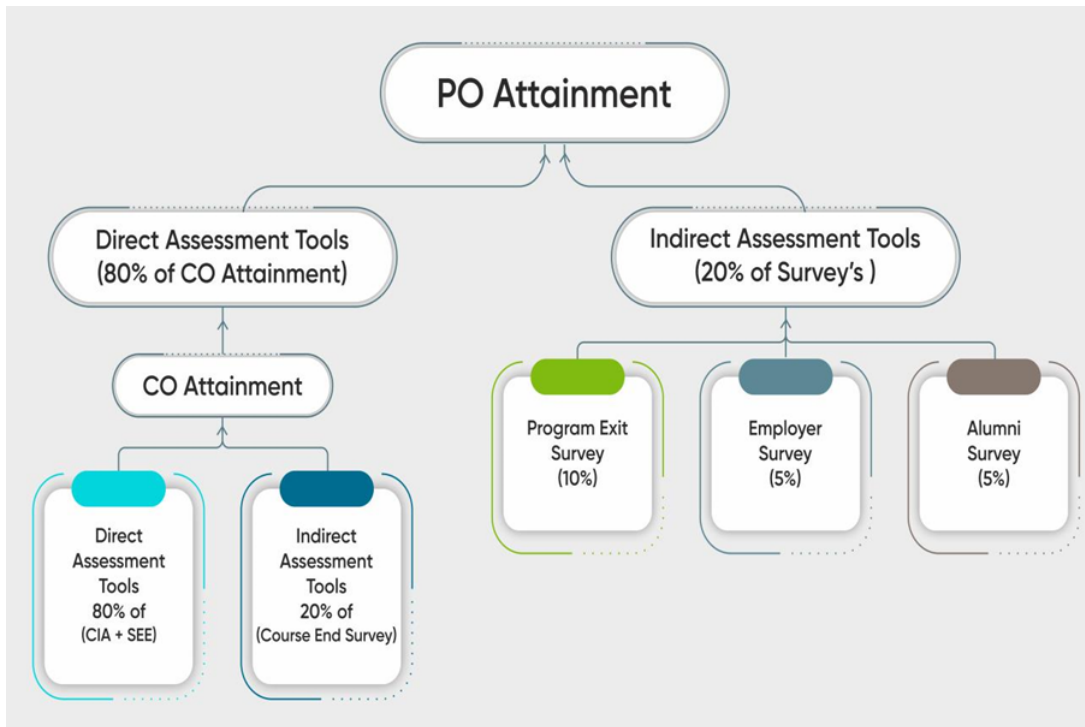 PO Attainment
Direct Assessment Tools
(80% of CO Attainment)
Indirect Assessment Tools
(20% of Survey's )
CO Attainment
Program Exit
Survey
(10%)
Employer
Survey
(5%)
Alumni
Survey
(5%)
Direct
Assessment
Tools
80% of
(CIA + SEE)
Indirect
Assessment
Tools
20% of
(Course End Survey)